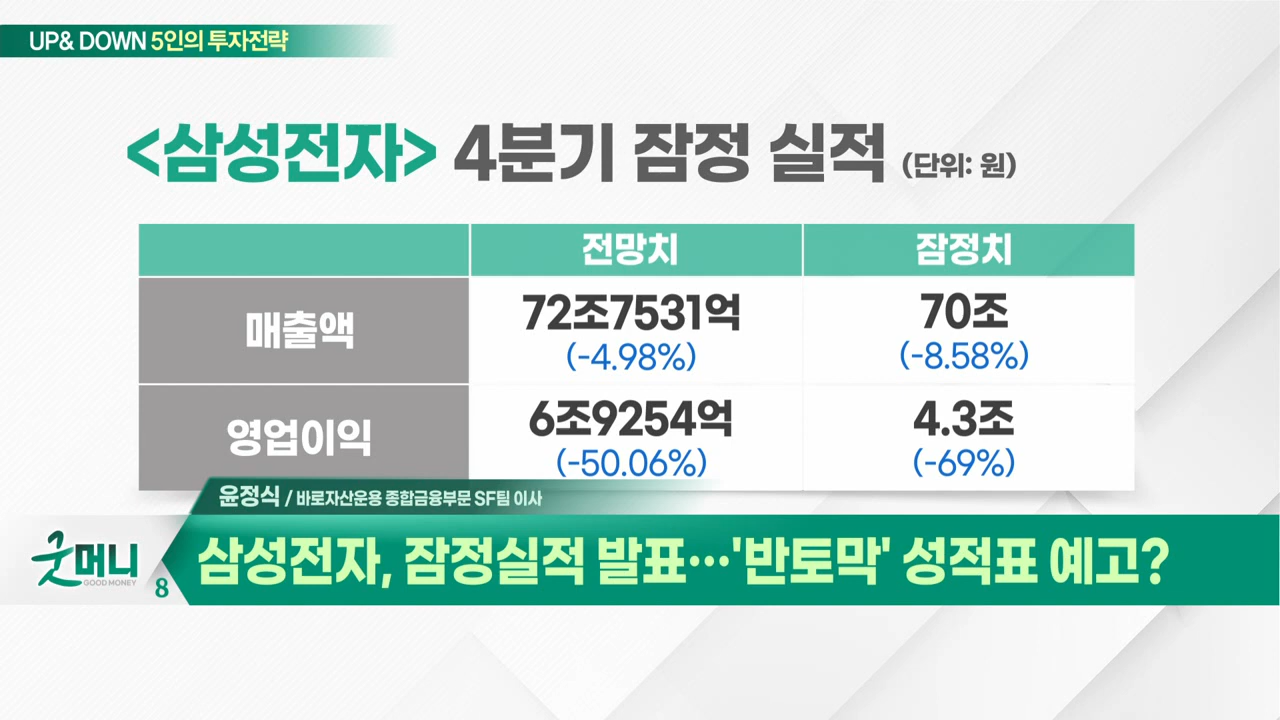 UP& DOWN 5인의 투자전략
<삼성전자> 4분기 잠정 실적 (단위: 원)
전망치 잠정치
매출액 72조7531억 70조
(-4.98%) (-8.58%)
영업이익 6조9254억 4.3조
(-50.06%) (-69%)
윤정식 / 바로자산운용 종합금융부문 SF팀 이사
굿머니
GOOD MONEY
8
삼성전자, 잠정실적 발표…'반토막' 성적표 예고?